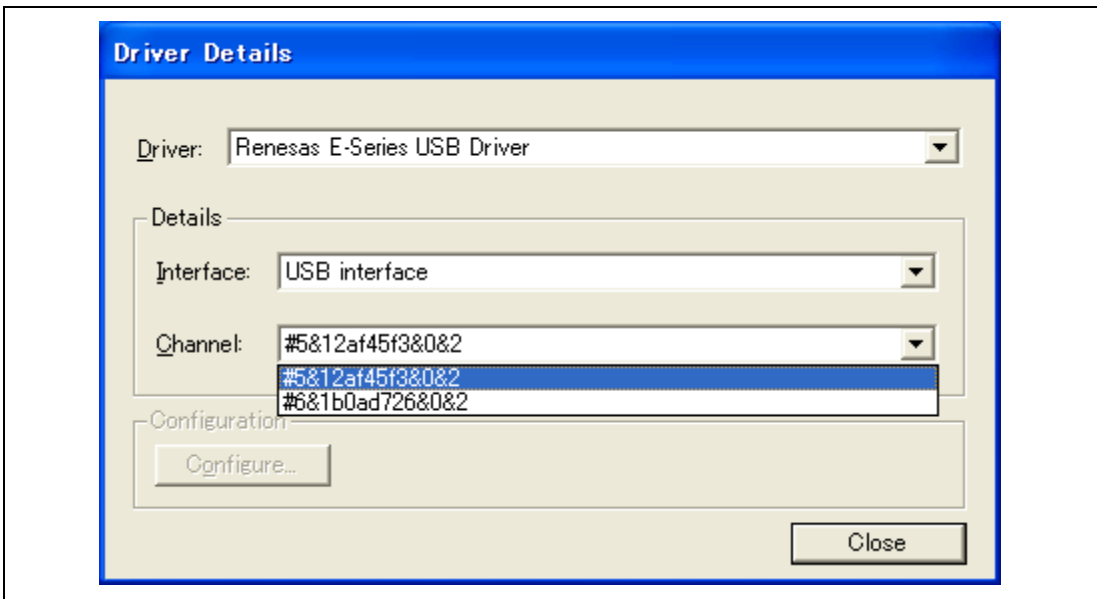 Driver Details
Driver: Renesas E-Series USB Driver
Details
Interface: USB interface
Channel: #5&12af45f3&0&2
#5&12af45f3&0&2
#6&1b0ad726&0&2
Configuration
Configure...
Close